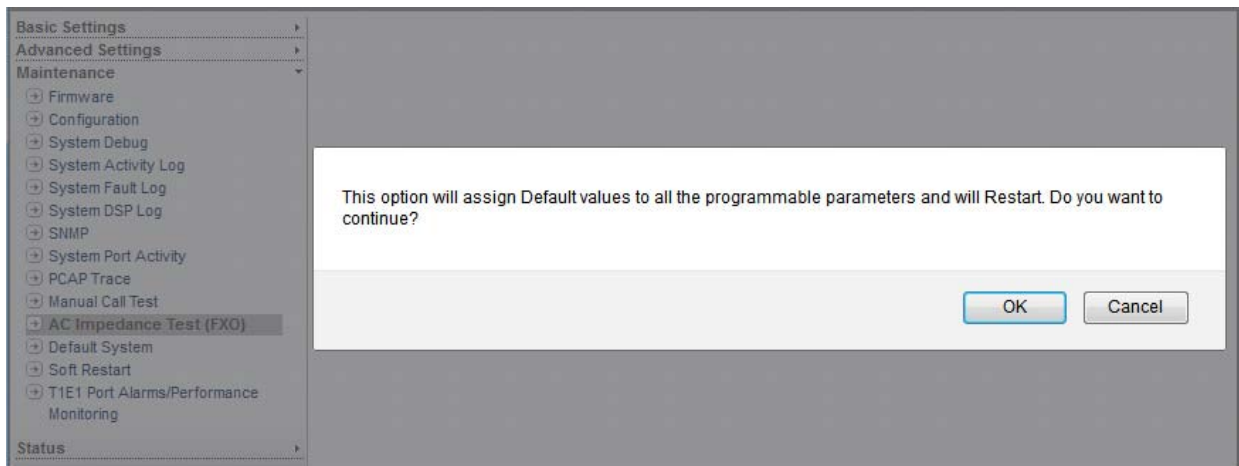 Basic Settings
Advanced Settings
Maintenance
Firmware
Configuration
System Debug
System Activity Log
System Fault Log
System DSP Log
SNMP
System Port Activity
PCAP Trace
Manual Call Test
AC Impedance Test (FXO)
Default System
Soft Restart
T1E1 Port Alarms/Performance
Monitoring
Status
This option will assign Default values to all the programmable parameters and will Restart. Do you want to
continue?
OK
Cancel